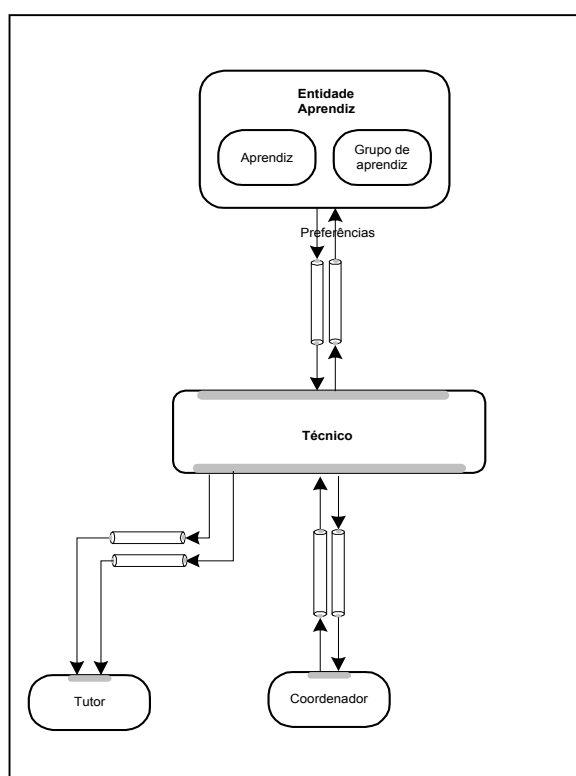 Entidade
Aprendiz
Aprendiz
Grupo de
aprendiz
Preferências
Técnico
Tutor
Coordenador